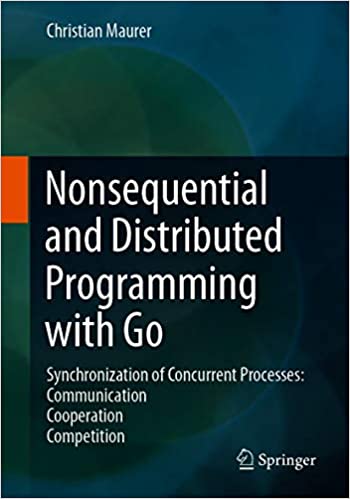 Christian Maurer
Nonsequential
and Distributed
Programming
with Go
Synchronization of Concurrent Processes:
Communication
Cooperation
Competition
Springer